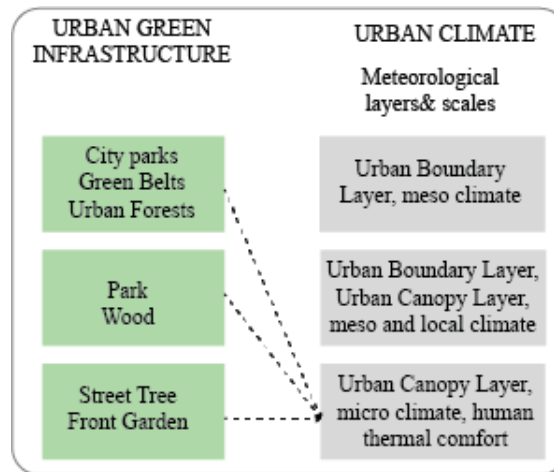 URBAN GREEN
INFRASTRUCTURE
URBAN CLIMATE
Meteorological
layers& scales
City parks
Green Belts
Urban Forests
Urban Boundary
Layer, meso climate
Park
Wood
Urban Boundary Layer,
Urban Canopy Layer,
meso and local climate
Street Tree
Front Garden
Urban Canopy Layer,
micro climate, human
thermal comfort